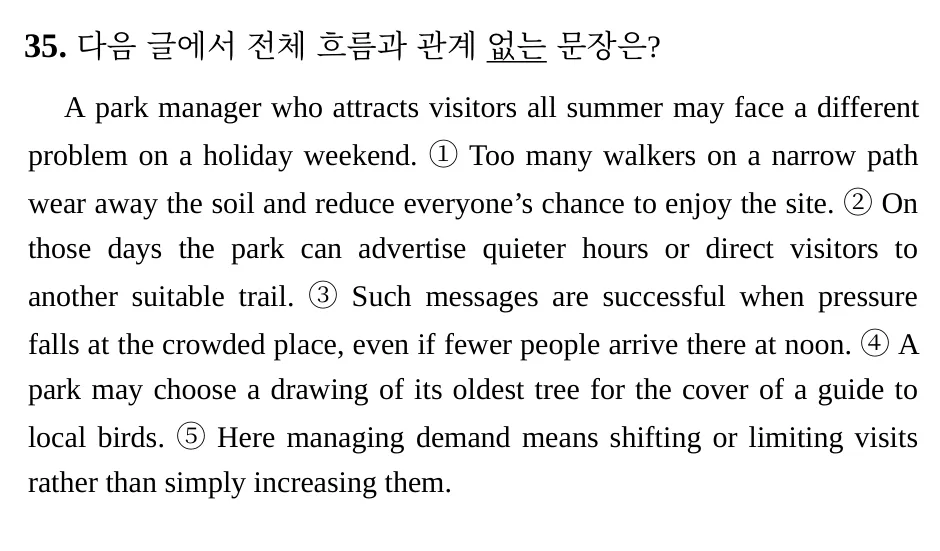 35. 다음 글에서 전체 흐름과 관계 없는 문장은?
A park manager who attracts visitors all summer may face a different
problem on a holiday weekend. ① Too many walkers on a narrow path
wear away the soil and reduce everyone’s chance to enjoy the site. ② On
those days the park can advertise quieter hours or direct visitors to
another suitable trail. ③ Such messages are successful when pressure
falls at the crowded place, even if fewer people arrive there at noon. ④ A
park may choose a drawing of its oldest tree for the cover of a guide to
local birds. ⑤ Here managing demand means shifting or limiting visits
rather than simply increasing them.